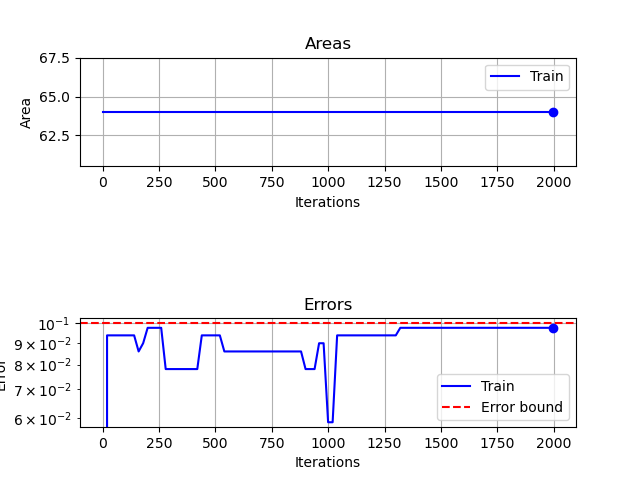 Areas
67.5
65.0
62.5
Area
Train
0 250 500 750 1000 1250 1500 1750 2000
Iterations
Errors
10⁻¹
9 × 10⁻²
8 × 10⁻²
7 × 10⁻²
6 × 10⁻²
Error
Train
Error bound
0 250 500 750 1000 1250 1500 1750 2000
Iterations